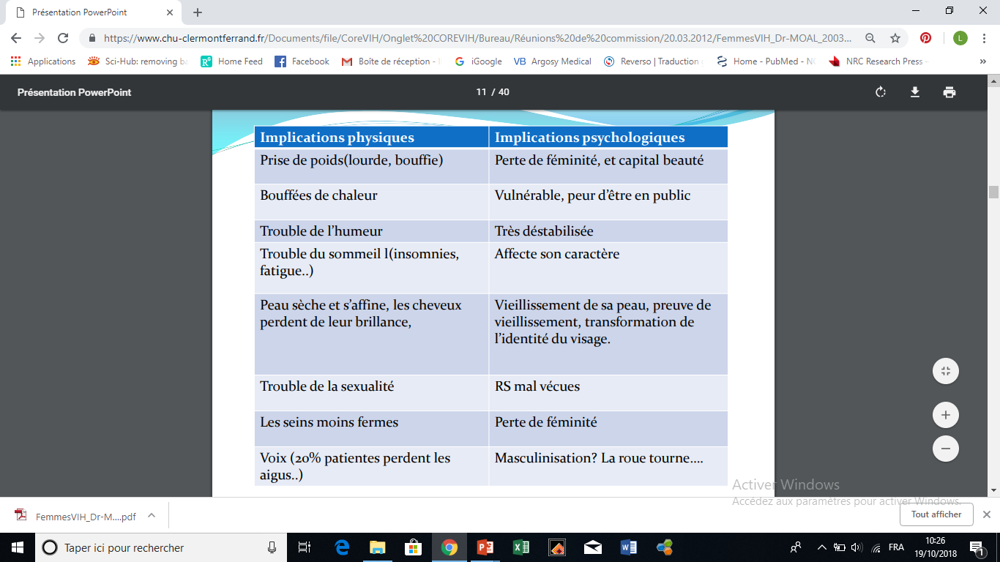 Présentation PowerPoint
https://www.chu-clermontferrand.fr/Documents/file/CoreVIH/Onglet%20COREVIH/Bureau/Réunions%20de%20commission/20.03.2012/FemmesVIH_Dr-MOAL_2003...
L
Applications
Sci-Hub: removing ba
Home Feed
Facebook
Boîte de réception -
iGoogle
VB Argosy Medical
Reverso | Traduction
Home - PubMed - NC
NRC Research Press
Présentation PowerPoint
11 / 40
Implications physiques
Implications psychologiques
Prise de poids(lourde, bouffie)
Perte de féminité, et capital beauté
Bouffées de chaleur
Vulnérable, peur d'être en public
Trouble de l'humeur
Très déstabilisée
Trouble du sommeil l(insomnies,
fatigue..)
Affecte son caractère
Peau sèche et s'affine, les cheveux
perdent de leur brillance,
Vieillissement de sa peau, preuve de
vieillissement, transformation de
l'identité du visage.
Trouble de la sexualité
RS mal vécues
Les seins moins fermes
Perte de féminité
Voix (20% patientes perdent les
aigus..)
Masculinisation? La roue tourne....
Activer Windows
Accédez aux paramètres pour activer Windows.
FemmesVIH_Dr-M....pdf
Tout afficher
Taper ici pour rechercher
FRA
10:26
19/10/2018
1